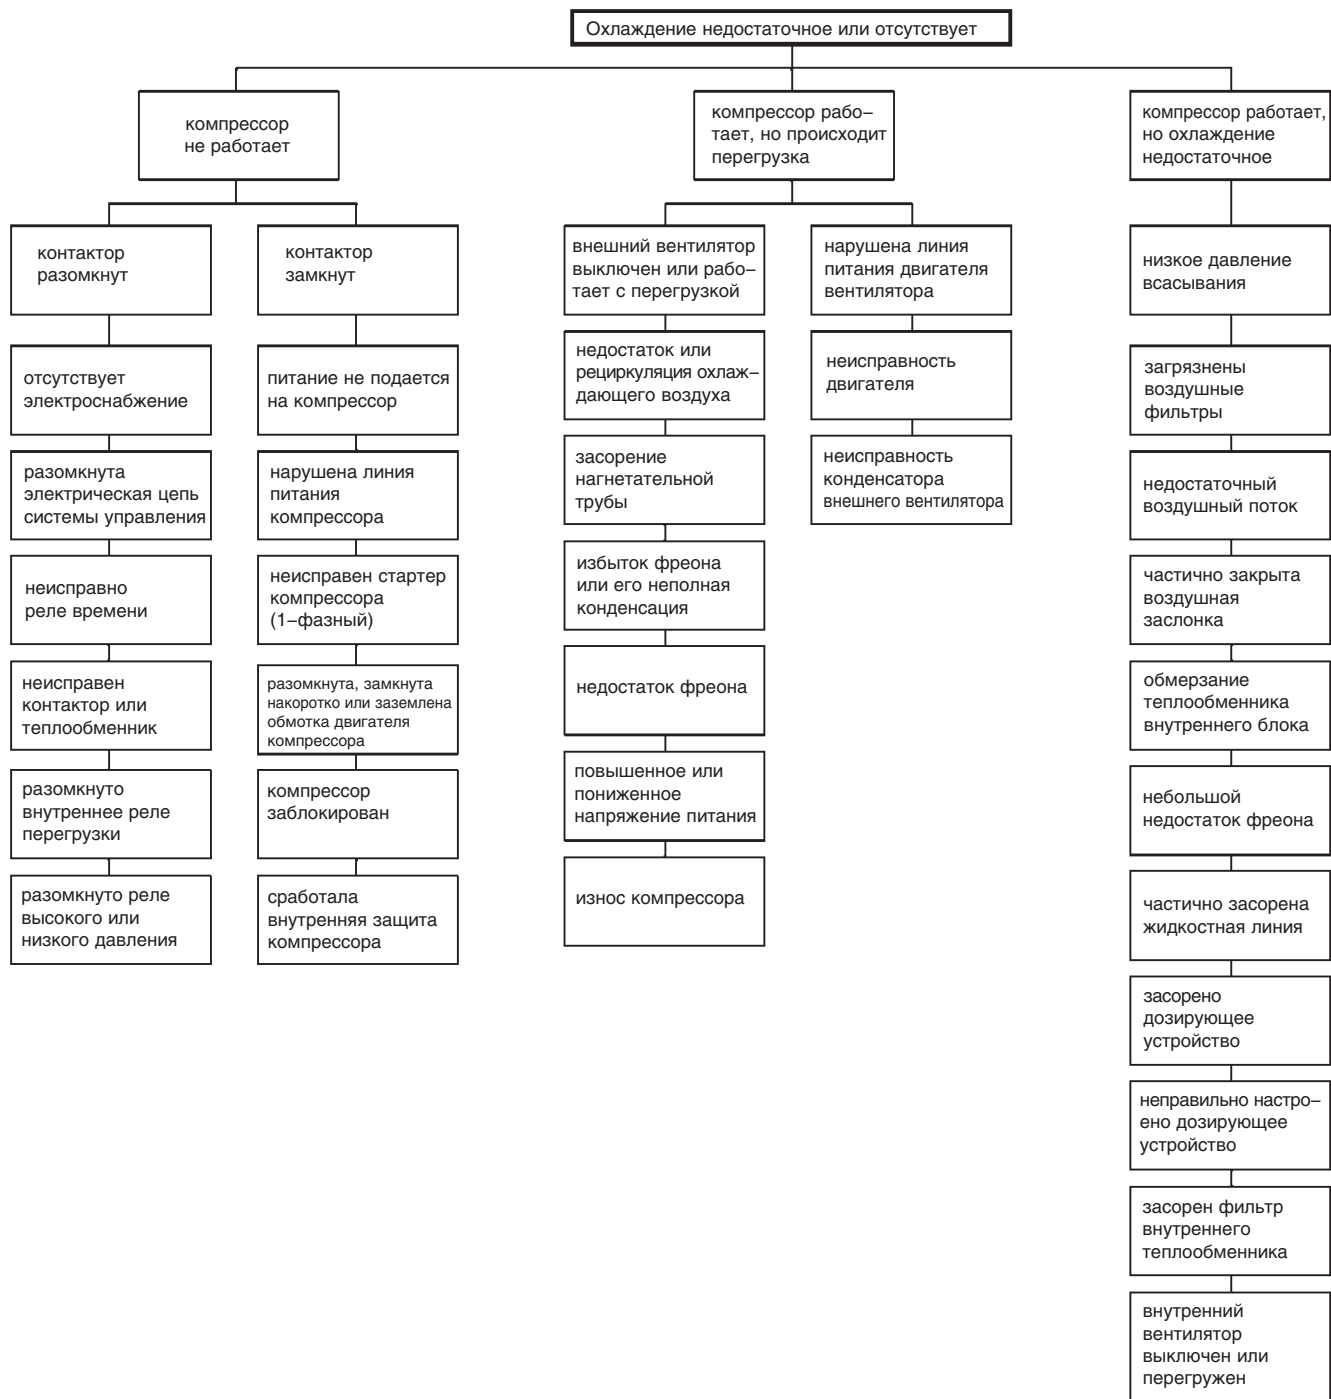 Охлаждение недостаточное или отсутствует
компрессор
не работает
контактор
разомкнут
отсутствует
электроснабжение
разомкнута
электрическая цепь
системы управления
неисправно
реле времени
неисправен
контактор или
теплообменник
разомкнуто
внутреннее реле
перегрузки
разомкнуто реле
высокого или
низкого давления
контактор
замкнут
питание не подается
на компрессор
нарушена линия
питания
компрессора
неисправен стартер
компрессора
(1–фазный)
разомкнута, замкнута
накоротко или заземлена
обмотка двигателя
компрессора
компрессор
заблокирован
сработала
внутренняя защита
компрессора
компрессор рабо–
тает, но происходит
перегрузка
внешний вентилятор
выключен или рабо–
тает с перегрузкой
недостаток или
рециркуляция охлаж–
дающего воздуха
засорение
нагнетательной
трубы
избыток фреона
или его неполная
конденсация
недостаток фреона
повышенное или
пониженное
напряжение питания
износ компрессора
нарушена линия
питания двигателя
вентилятора
неисправность
двигателя
неисправность
конденсатора
внешнего вентилятора
компрессор работает,
но охлаждение
недостаточное
низкое давление
всасывания
загрязнены
воздушные
фильтры
недостаточный
воздушный поток
частично закрыта
воздушная
заслонка
обмерзание
теплообменника
внутреннего блока
небольшой
недостаток фреона
частично засорена
жидкостная линия
засорено
дозирующее
устройство
неправильно настро–
ено дозирующее
устройство
засорен фильтр
внутреннего
теплообменника
внутренний
вентилятор
выключен или
перегружен